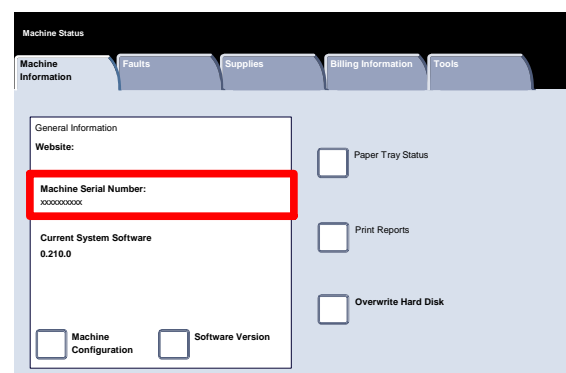 Machine Status
Machine Information
Faults
Supplies
Billing Information
Tools
General Information
Website:
Machine Serial Number:
xxxxxxxxx
Current System Software
0.210.0
Machine
Configuration
Software Version
Paper Tray Status
Print Reports
Overwrite Hard Disk